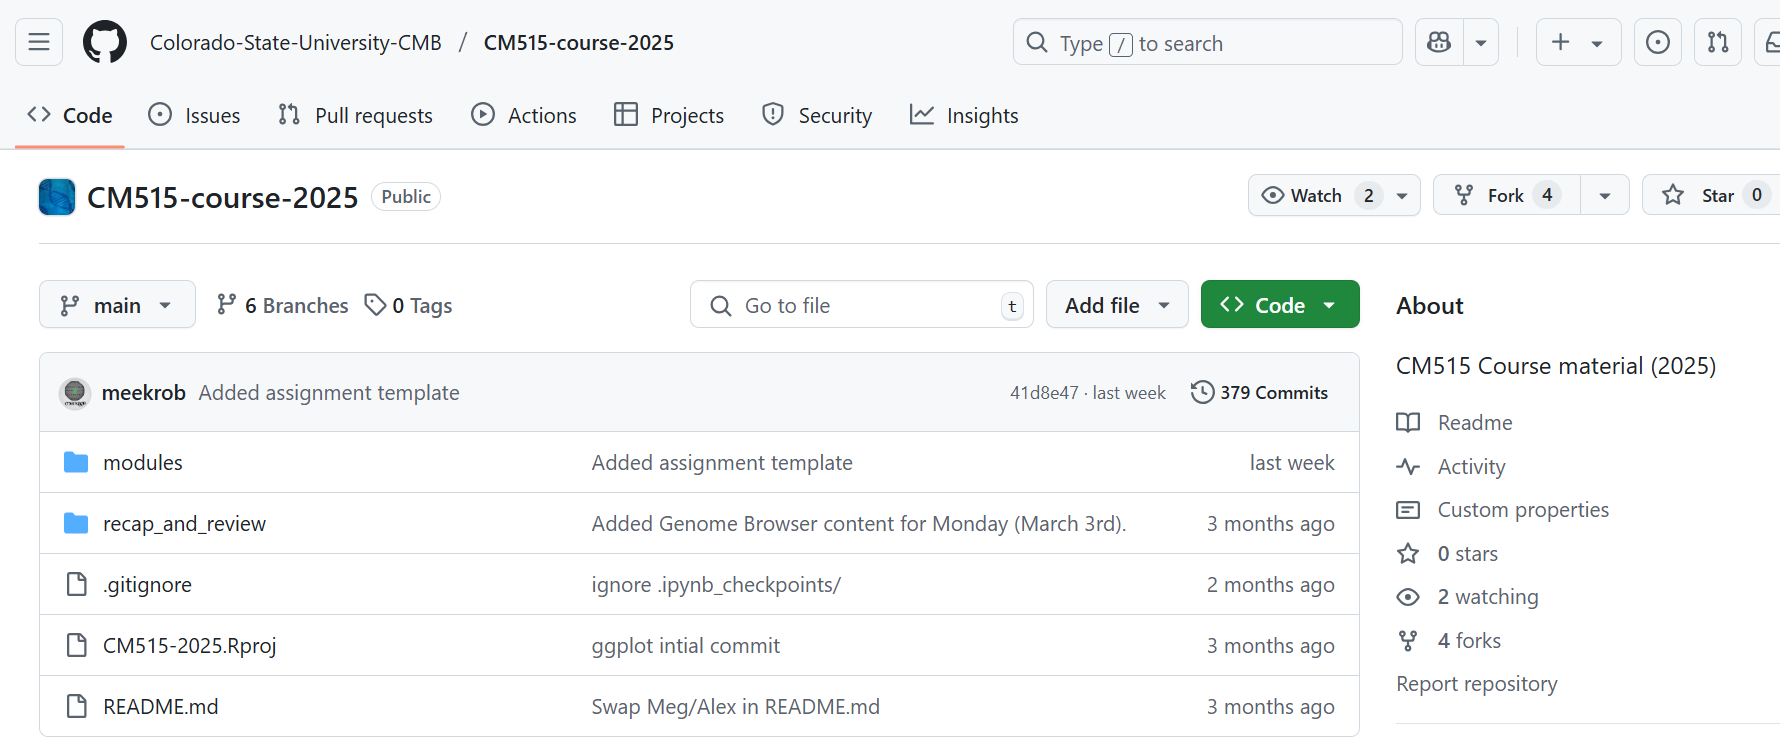 Colorado-State-University-CMB / CM515-course-2025 Type / to search
Code Issues Pull requests Actions Projects Security Insights
CM515-course-2025 Public Watch 2 Fork 4 Star 0
main 6 Branches 0 Tags Go to file t Add file Code
meekrob Added assignment template 41d8e47 · last week 379 Commits
modules Added assignment template last week
recap_and_review Added Genome Browser content for Monday (March 3rd). 3 months ago
.gitignore ignore .ipynb_checkpoints/ 2 months ago
CM515-2025.Rproj ggplot intial commit 3 months ago
README.md Swap Meg/Alex in README.md 3 months ago
About
CM515 Course material (2025)
Readme
Activity
Custom properties
0 stars
2 watching
4 forks
Report repository